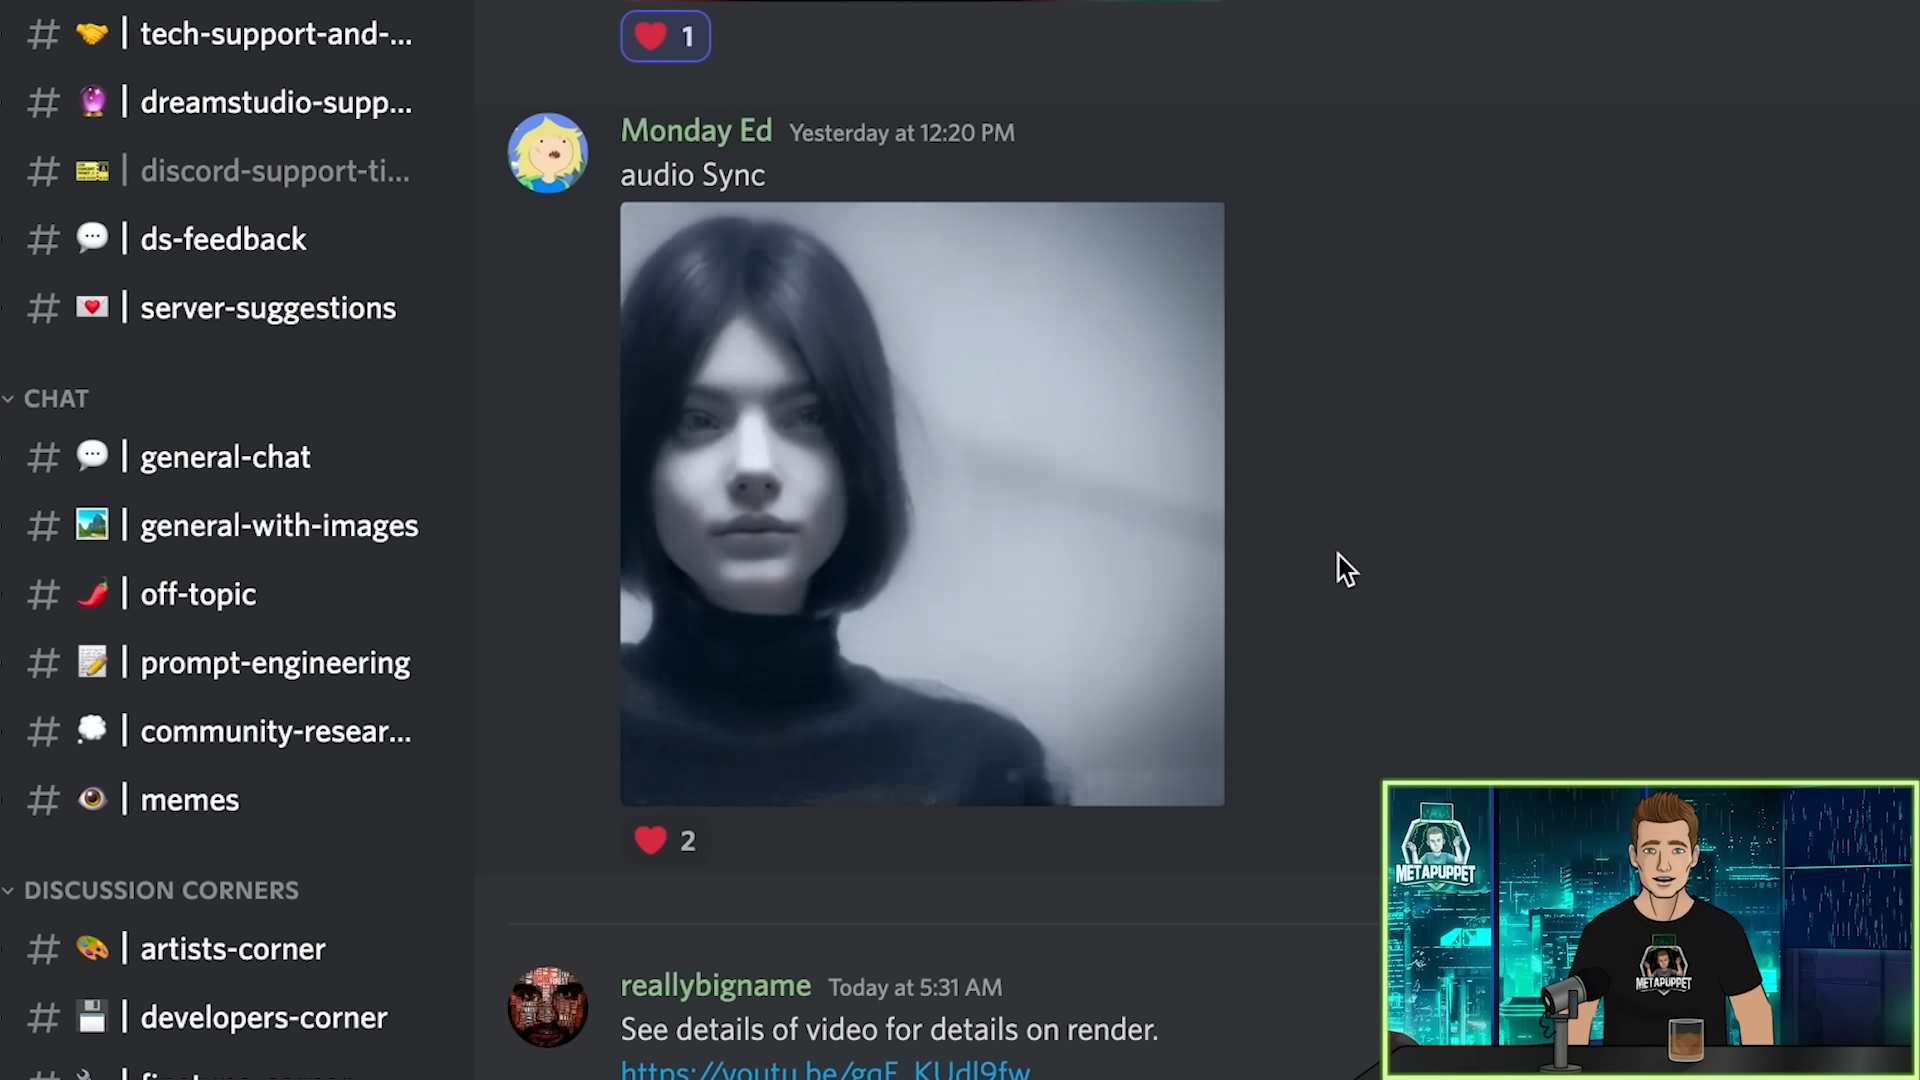 # | tech-support-and-...
# | dreamstudio-supp...
# | discord-support-ti...
# | ds-feedback
# | server-suggestions
CHAT
# | general-chat
# | general-with-images
# | off-topic
# | prompt-engineering
# | community-resear...
# | memes
DISCUSSION CORNERS
# | artists-corner
# | developers-corner
1
Monday Ed Yesterday at 12:20 PM
audio Sync
2
reallybigname Today at 5:31 AM
See details of video for details on render.
METAPUPPET
METAPUPPET